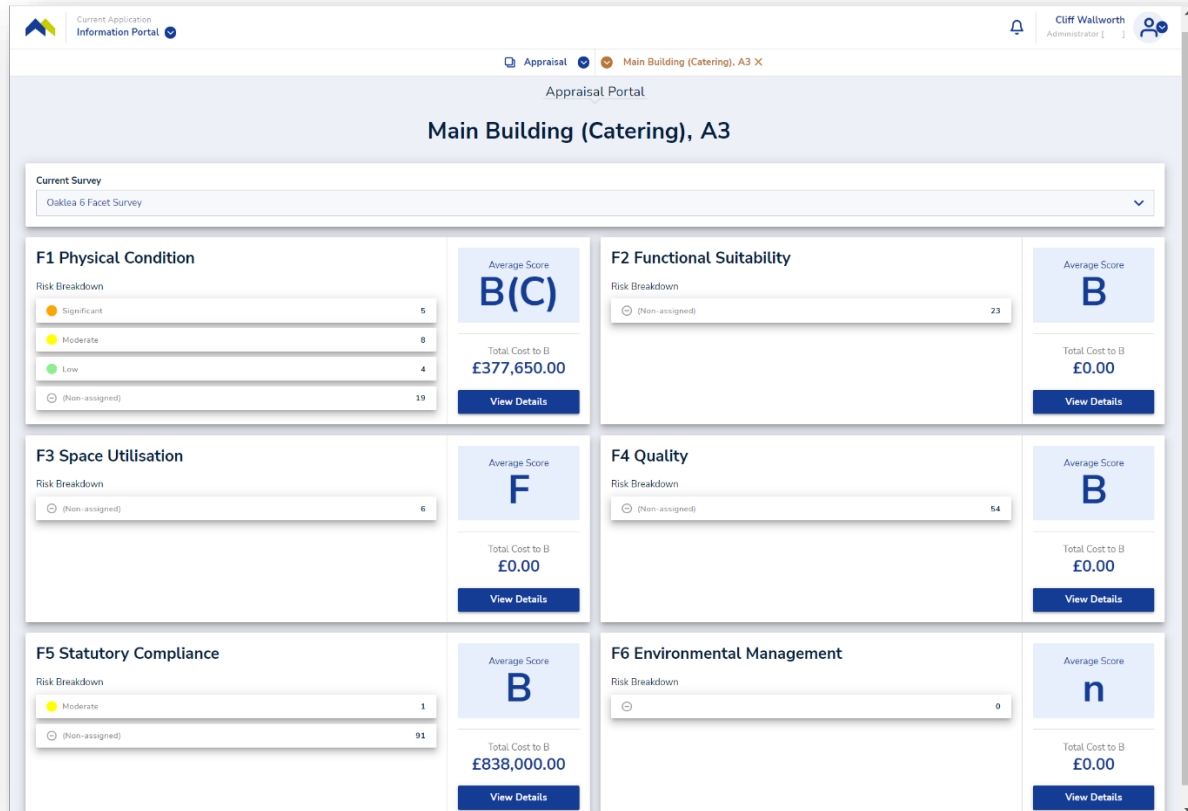 Current Application
Information Portal
Cliff Wallworth
Administrator [ ]
Appraisal
Main Building (Catering), A3
Appraisal Portal
Main Building (Catering), A3
Current Survey
Oaklea 6 Facet Survey
F1 Physical Condition
Risk Breakdown
Significant 5
Moderate 8
Low 4
(Non-assigned) 19
Average Score
B(C)
Total Cost to B
£377,650.00
View Details
F2 Functional Suitability
Risk Breakdown
(Non-assigned) 23
Average Score
B
Total Cost to B
£0.00
View Details
F3 Space Utilisation
Risk Breakdown
(Non-assigned) 6
Average Score
F
Total Cost to B
£0.00
View Details
F4 Quality
Risk Breakdown
(Non-assigned) 54
Average Score
B
Total Cost to B
£0.00
View Details
F5 Statutory Compliance
Risk Breakdown
Moderate 1
(Non-assigned) 91
Average Score
B
Total Cost to B
£838,000.00
View Details
F6 Environmental Management
Risk Breakdown
0
Average Score
n
Total Cost to B
£0.00
View Details